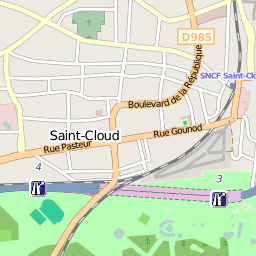 D985
SNCF Saint-Clo
Boulevard de la République
Saint-Cloud
Rue Gounod
Rue Pasteur
4
3